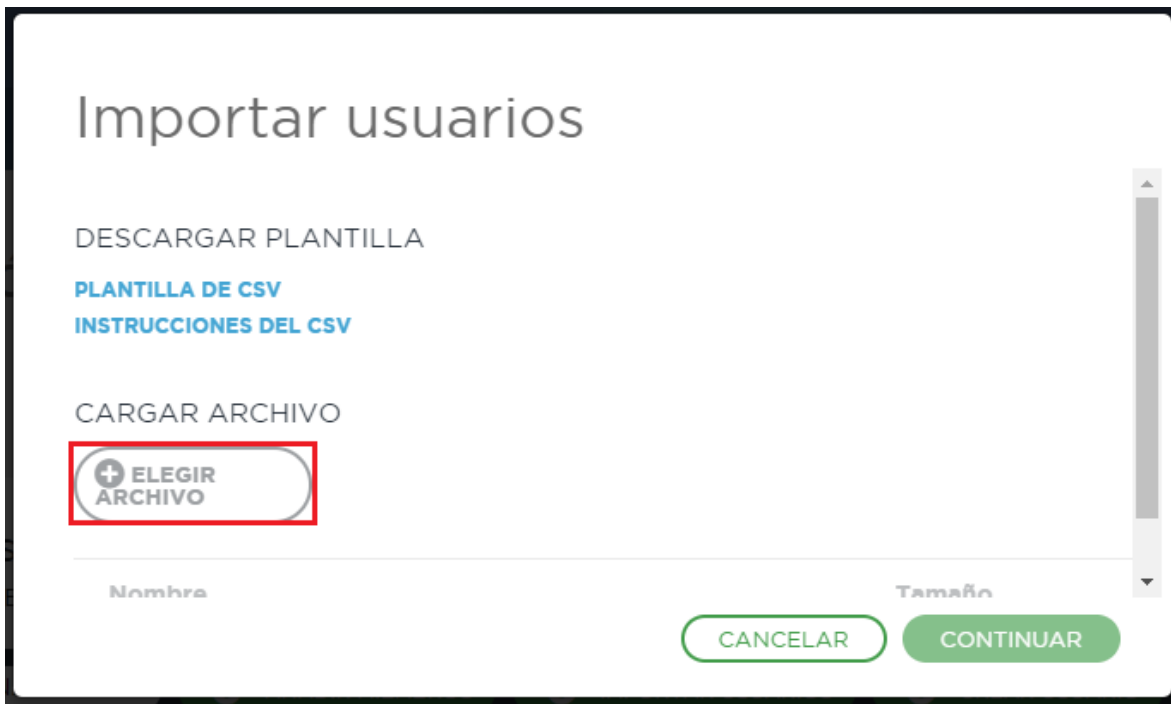 Importar usuarios
DESCARGAR PLANTILLA
PLANTILLA DE CSV
INSTRUCCIONES DEL CSV
CARGAR ARCHIVO
ELEGIR
ARCHIVO
Nombre Tamaño
CANCELAR CONTINUAR